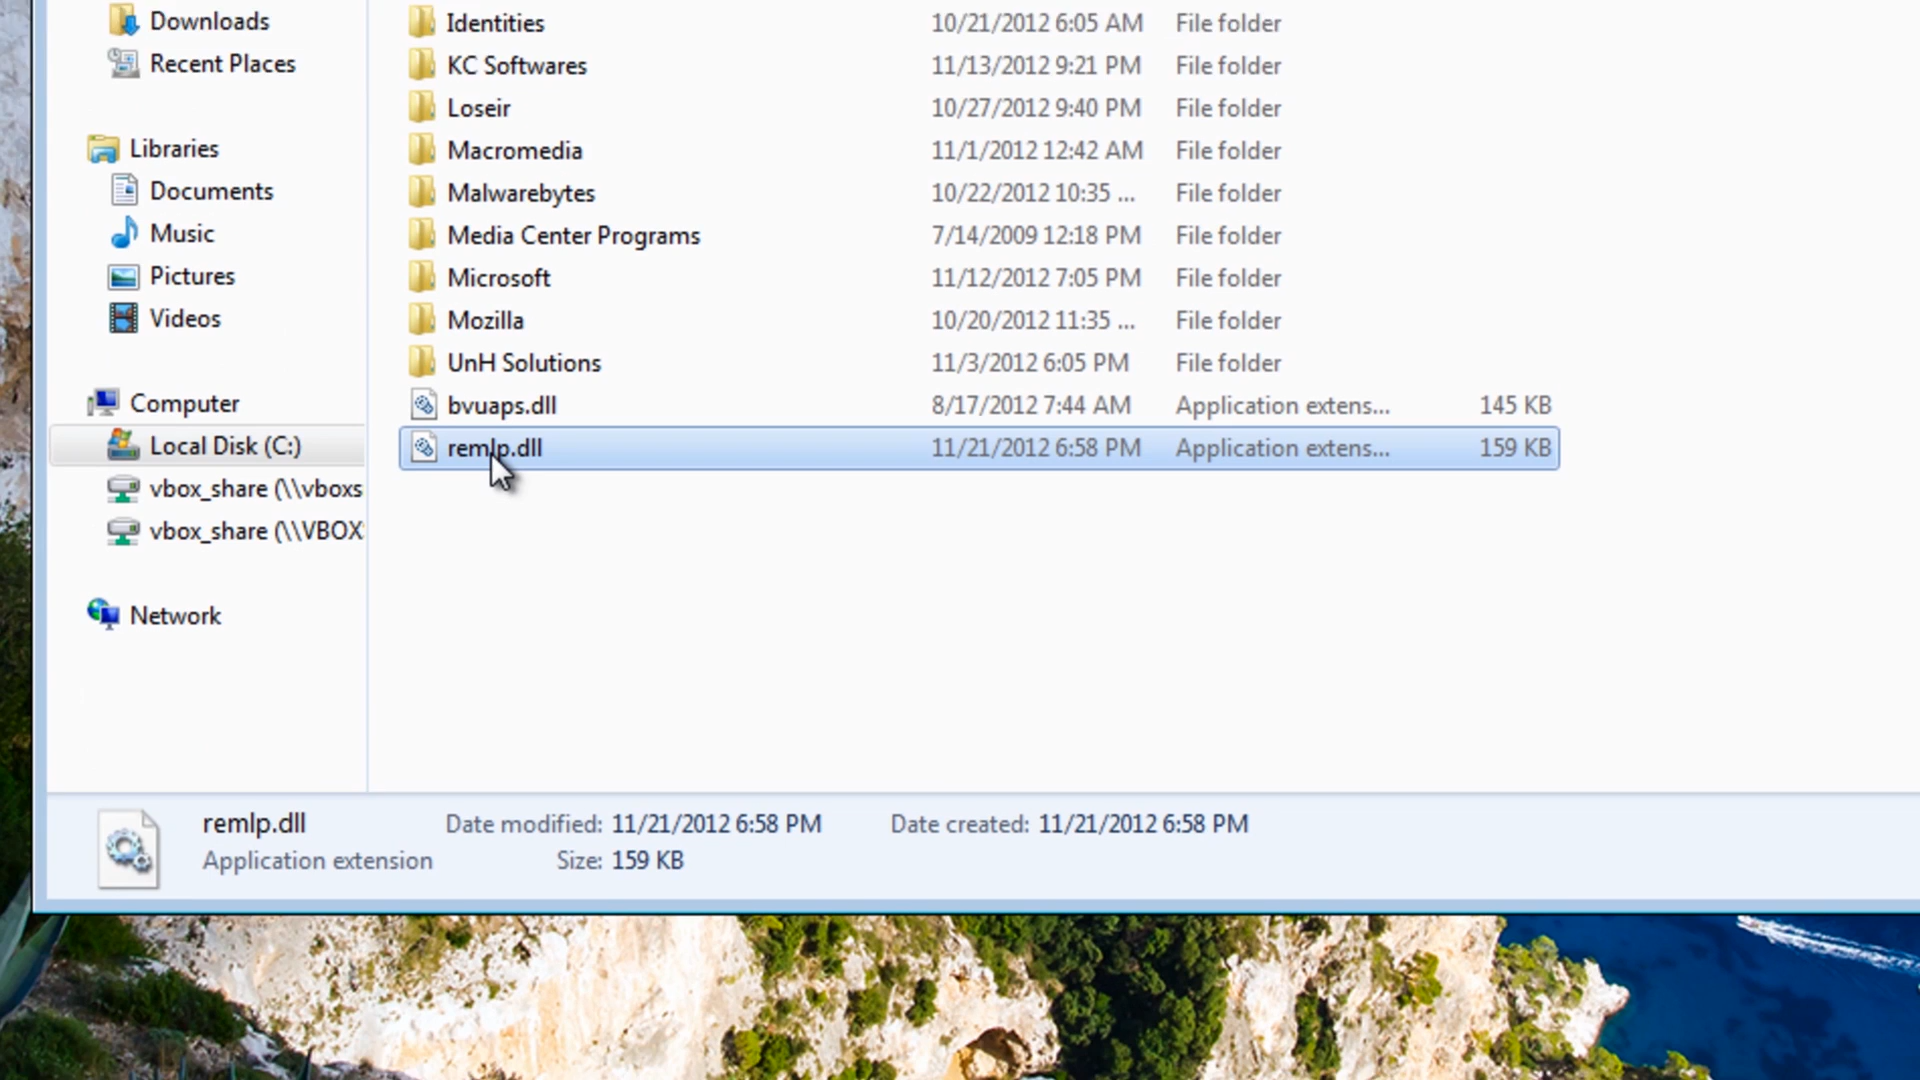 Downloads
Recent Places
Libraries
Documents
Music
Pictures
Videos
Computer
Local Disk (C:)
vbox_share (\\vboxs
vbox_share (\\VBOX
Network
Identities 10/21/2012 6:05 AM File folder
KC Softwares 11/13/2012 9:21 PM File folder
Loseir 10/27/2012 9:40 PM File folder
Macromedia 11/1/2012 12:42 AM File folder
Malwarebytes 10/22/2012 10:35 ... File folder
Media Center Programs 7/14/2009 12:18 PM File folder
Microsoft 11/12/2012 7:05 PM File folder
Mozilla 10/20/2012 11:35 ... File folder
UnH Solutions 11/3/2012 6:05 PM File folder
bvuaps.dll 8/17/2012 7:44 AM Application extens... 145 KB
remlp.dll 11/21/2012 6:58 PM Application extens... 159 KB
remlp.dll Date modified: 11/21/2012 6:58 PM Date created: 11/21/2012 6:58 PM
Application extension Size: 159 KB